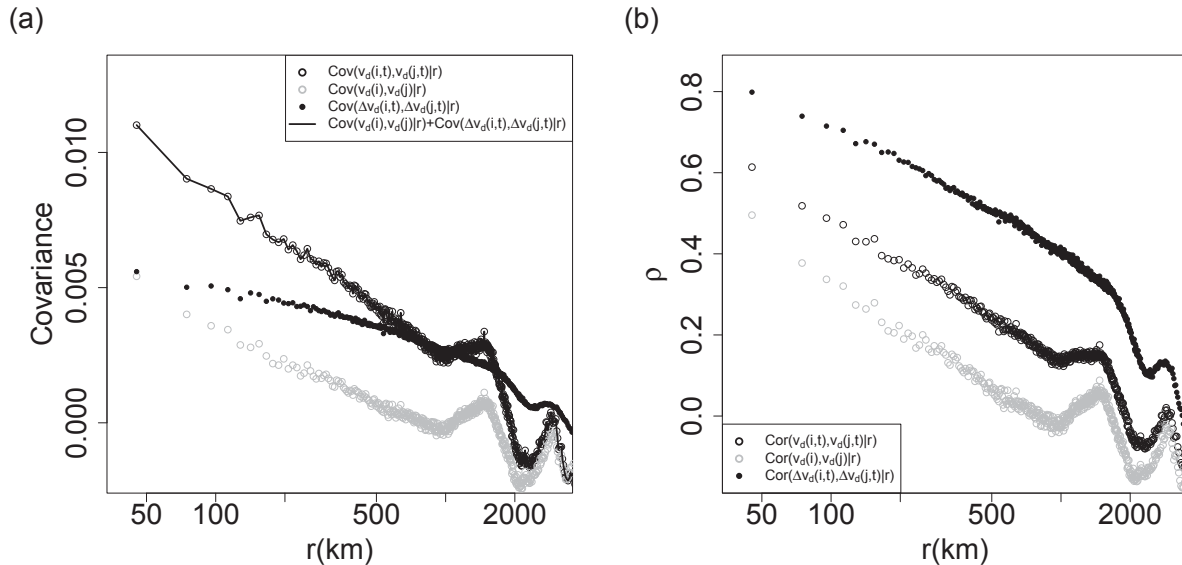 (a)
Cov(v_d(i,t),v_d(j,t)|r)
Cov(v_d(i),v_d(j)|r)
Cov(Δv_d(i,t),Δv_d(j,t)|r)
Cov(v_d(i),v_d(j)|r)+Cov(Δv_d(i,t),Δv_d(j,t)|r)
Covariance
0.010
0.005
0.000
50 100 500 2000
r(km)
(b)
ρ
0.8
0.6
0.4
0.2
0.0
Cor(v_d(i,t),v_d(j,t)|r)
Cor(v_d(i),v_d(j)|r)
Cor(Δv_d(i,t),Δv_d(j,t)|r)
50 100 500 2000
r(km)